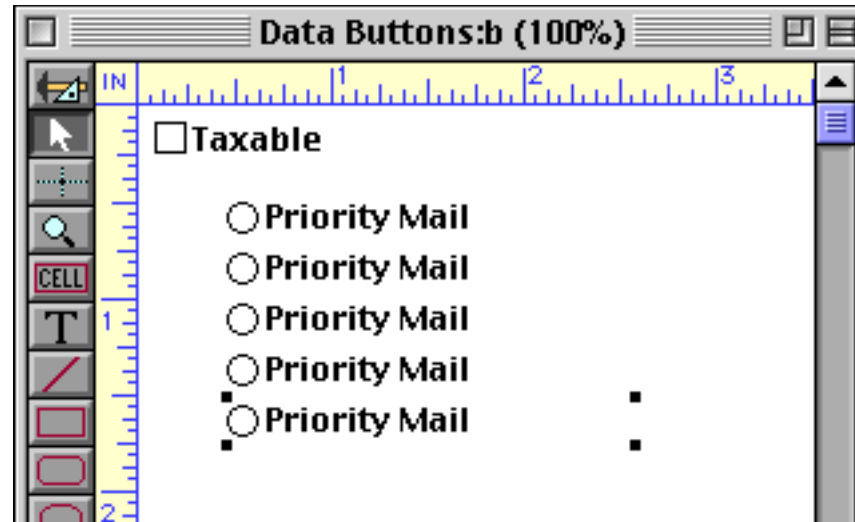 Data Buttons:b (100%)
IN 1 2 3
Taxable
Priority Mail
Priority Mail
CELL Priority Mail
T 1
Priority Mail
Priority Mail
2